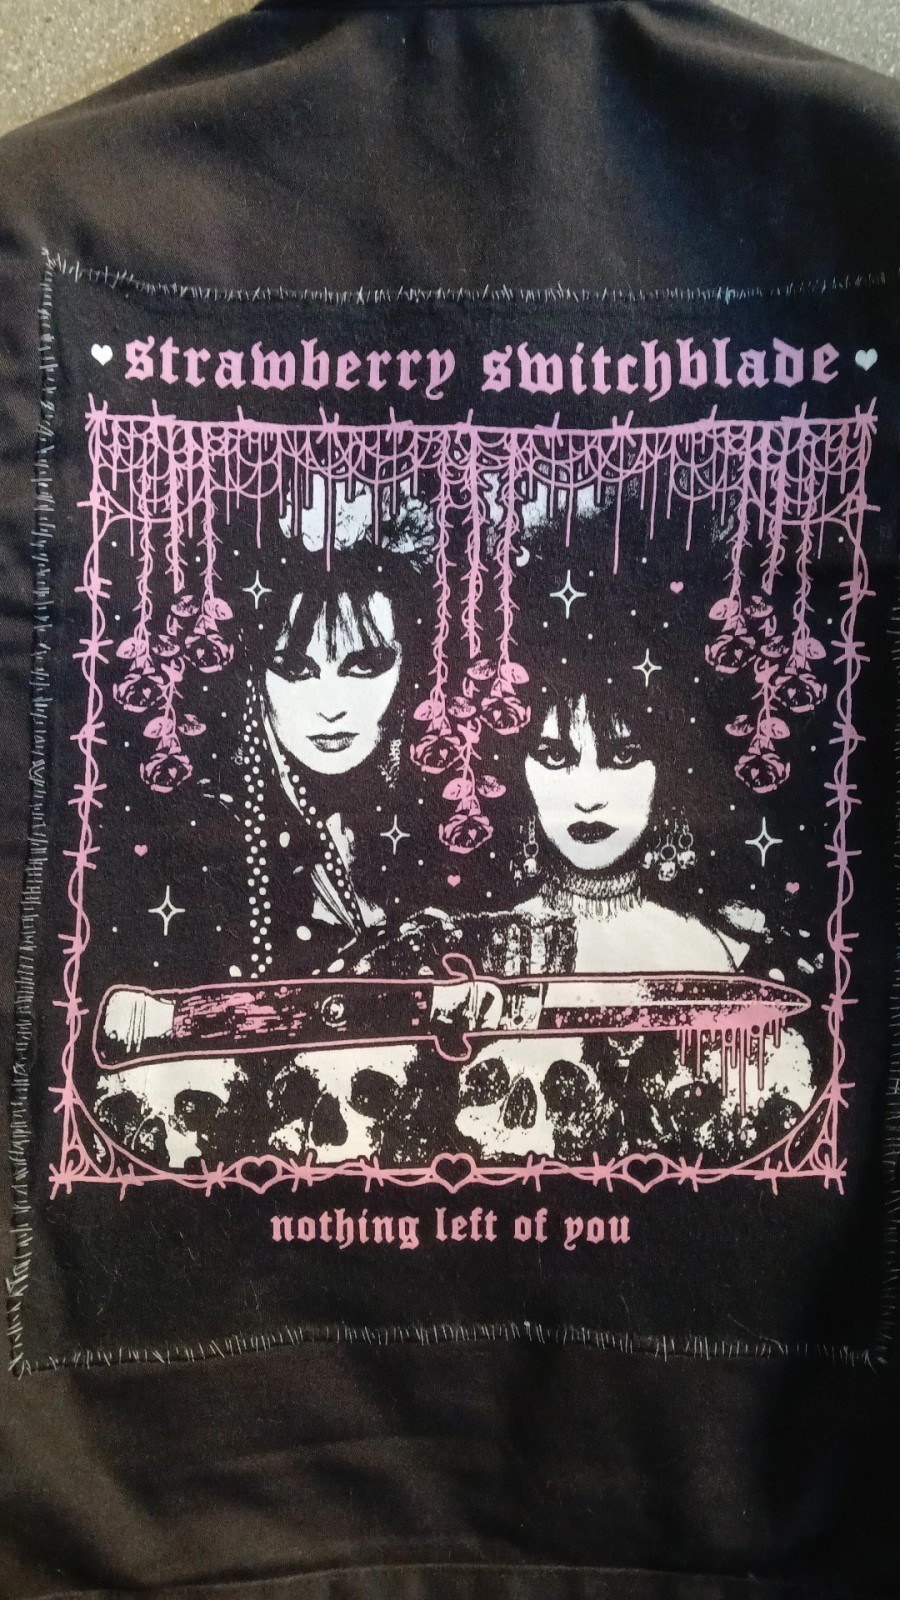 strawberry switchblade
nothing left of you